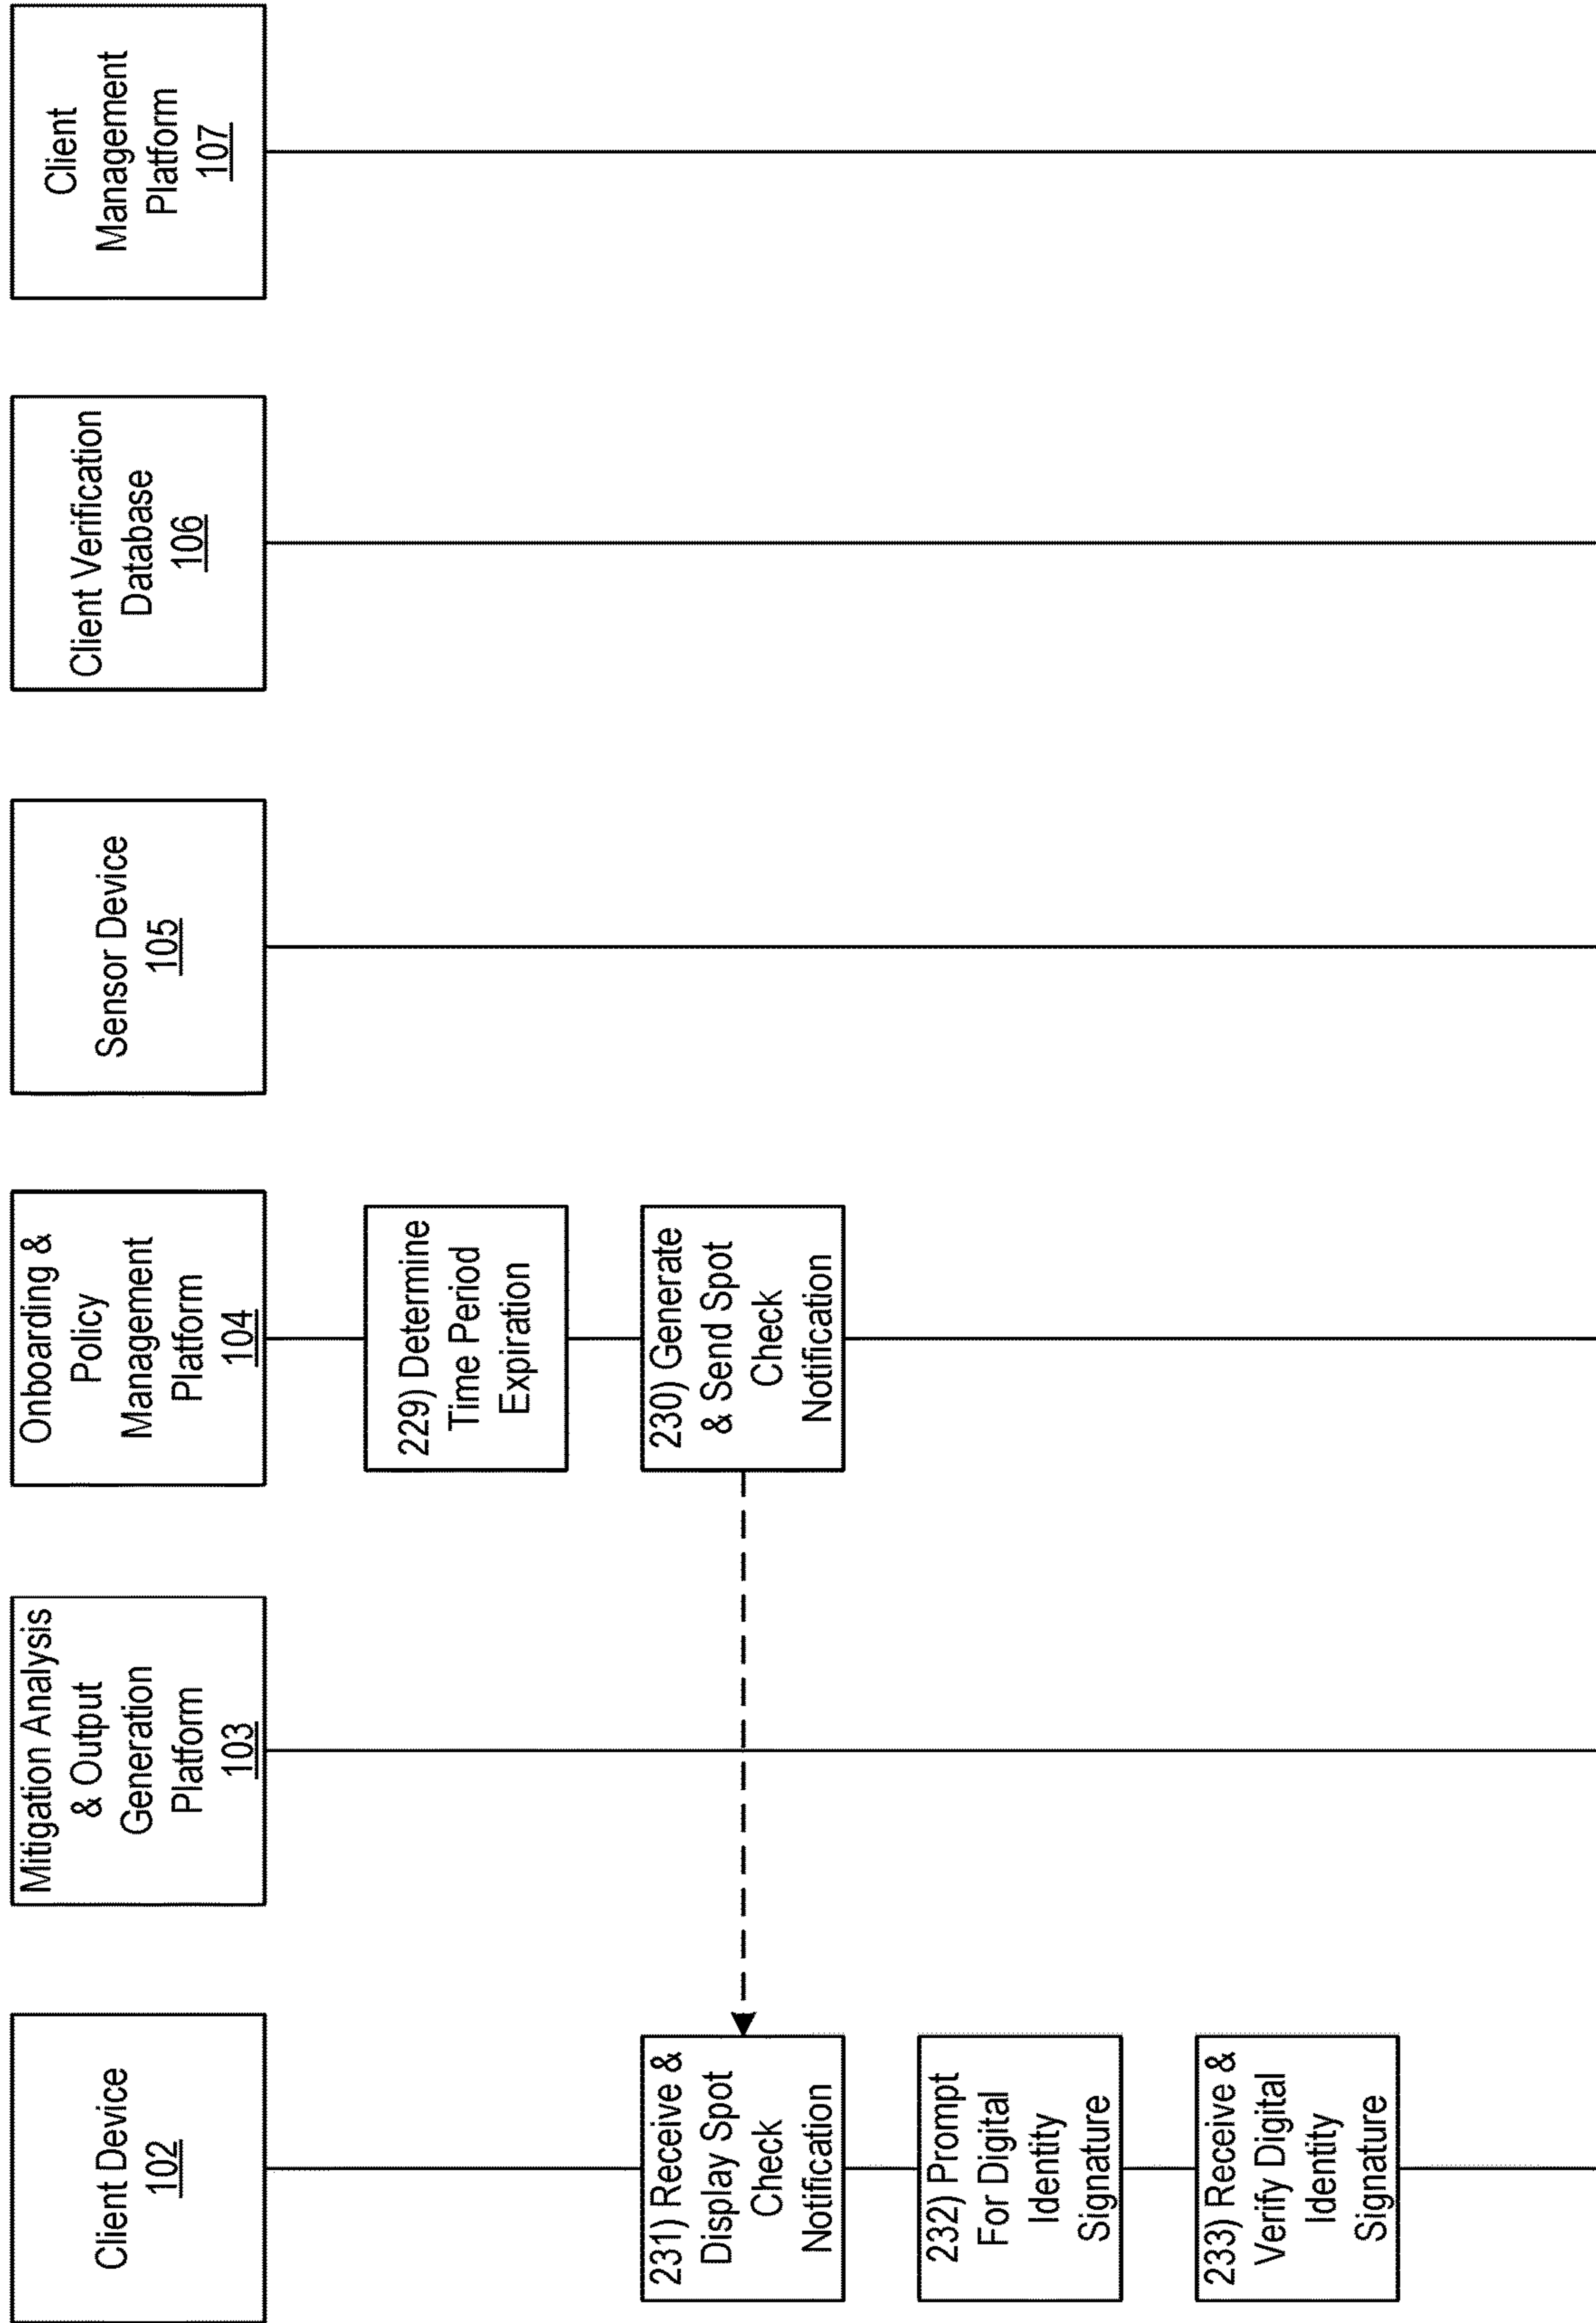 Client Device
102
Mitigation Analysis
& Output
Generation
Platform
103
Onboarding &
Policy
Management
Platform
104
Sensor Device
105
Client Verification
Database
106
Client
Management
Platform
107
229) Determine
Time Period
Expiration
230) Generate
& Send Spot
Check
Notification
231) Receive &
Display Spot
Check
Notification
232) Prompt
For Digital
Identity
Signature
233) Receive &
Verify Digital
Identity
Signature